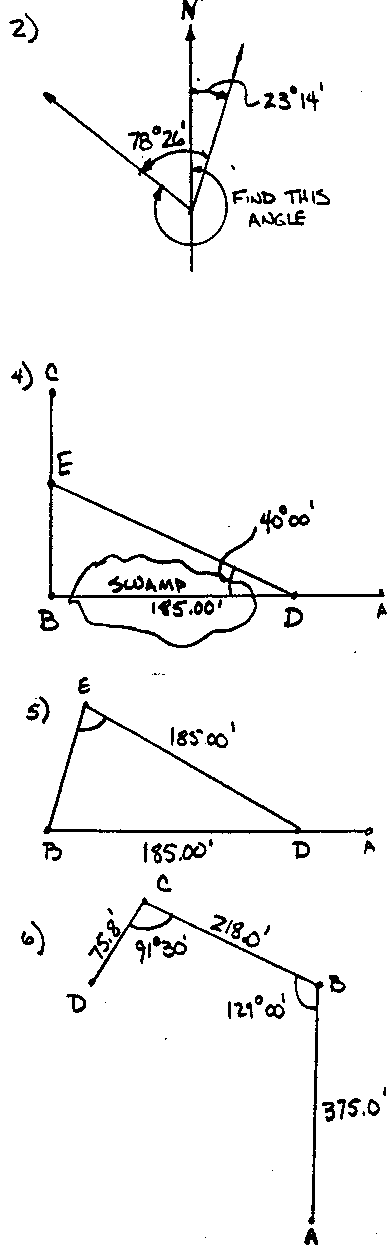 2)
N
23°14'
78°26'
FIND THIS
ANGLE
4) C
E
40°00'
SWAMP
185.00'
B
D
A
5)
E
185.00'
B
185.00'
D
A
6)
C
75.8'
91°30'
218.0'
D
B
129°00'
375.0'
A